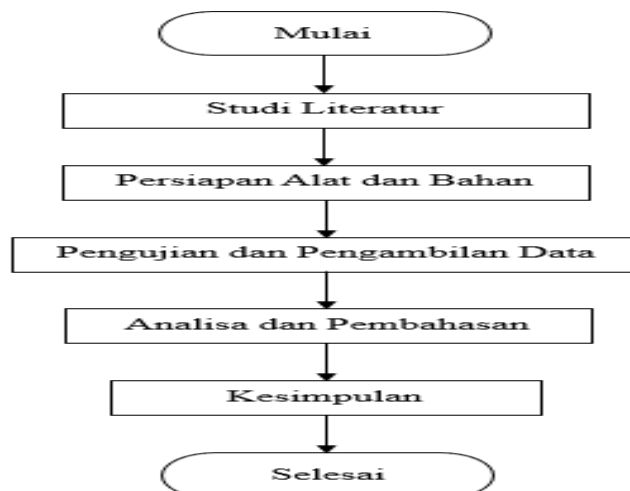 Mulai
Studi Literatur
Persiapan Alat dan Bahan
Pengujian dan Pengambilan Data
Analisa dan Pembahasan
Kesimpulan
Selesai